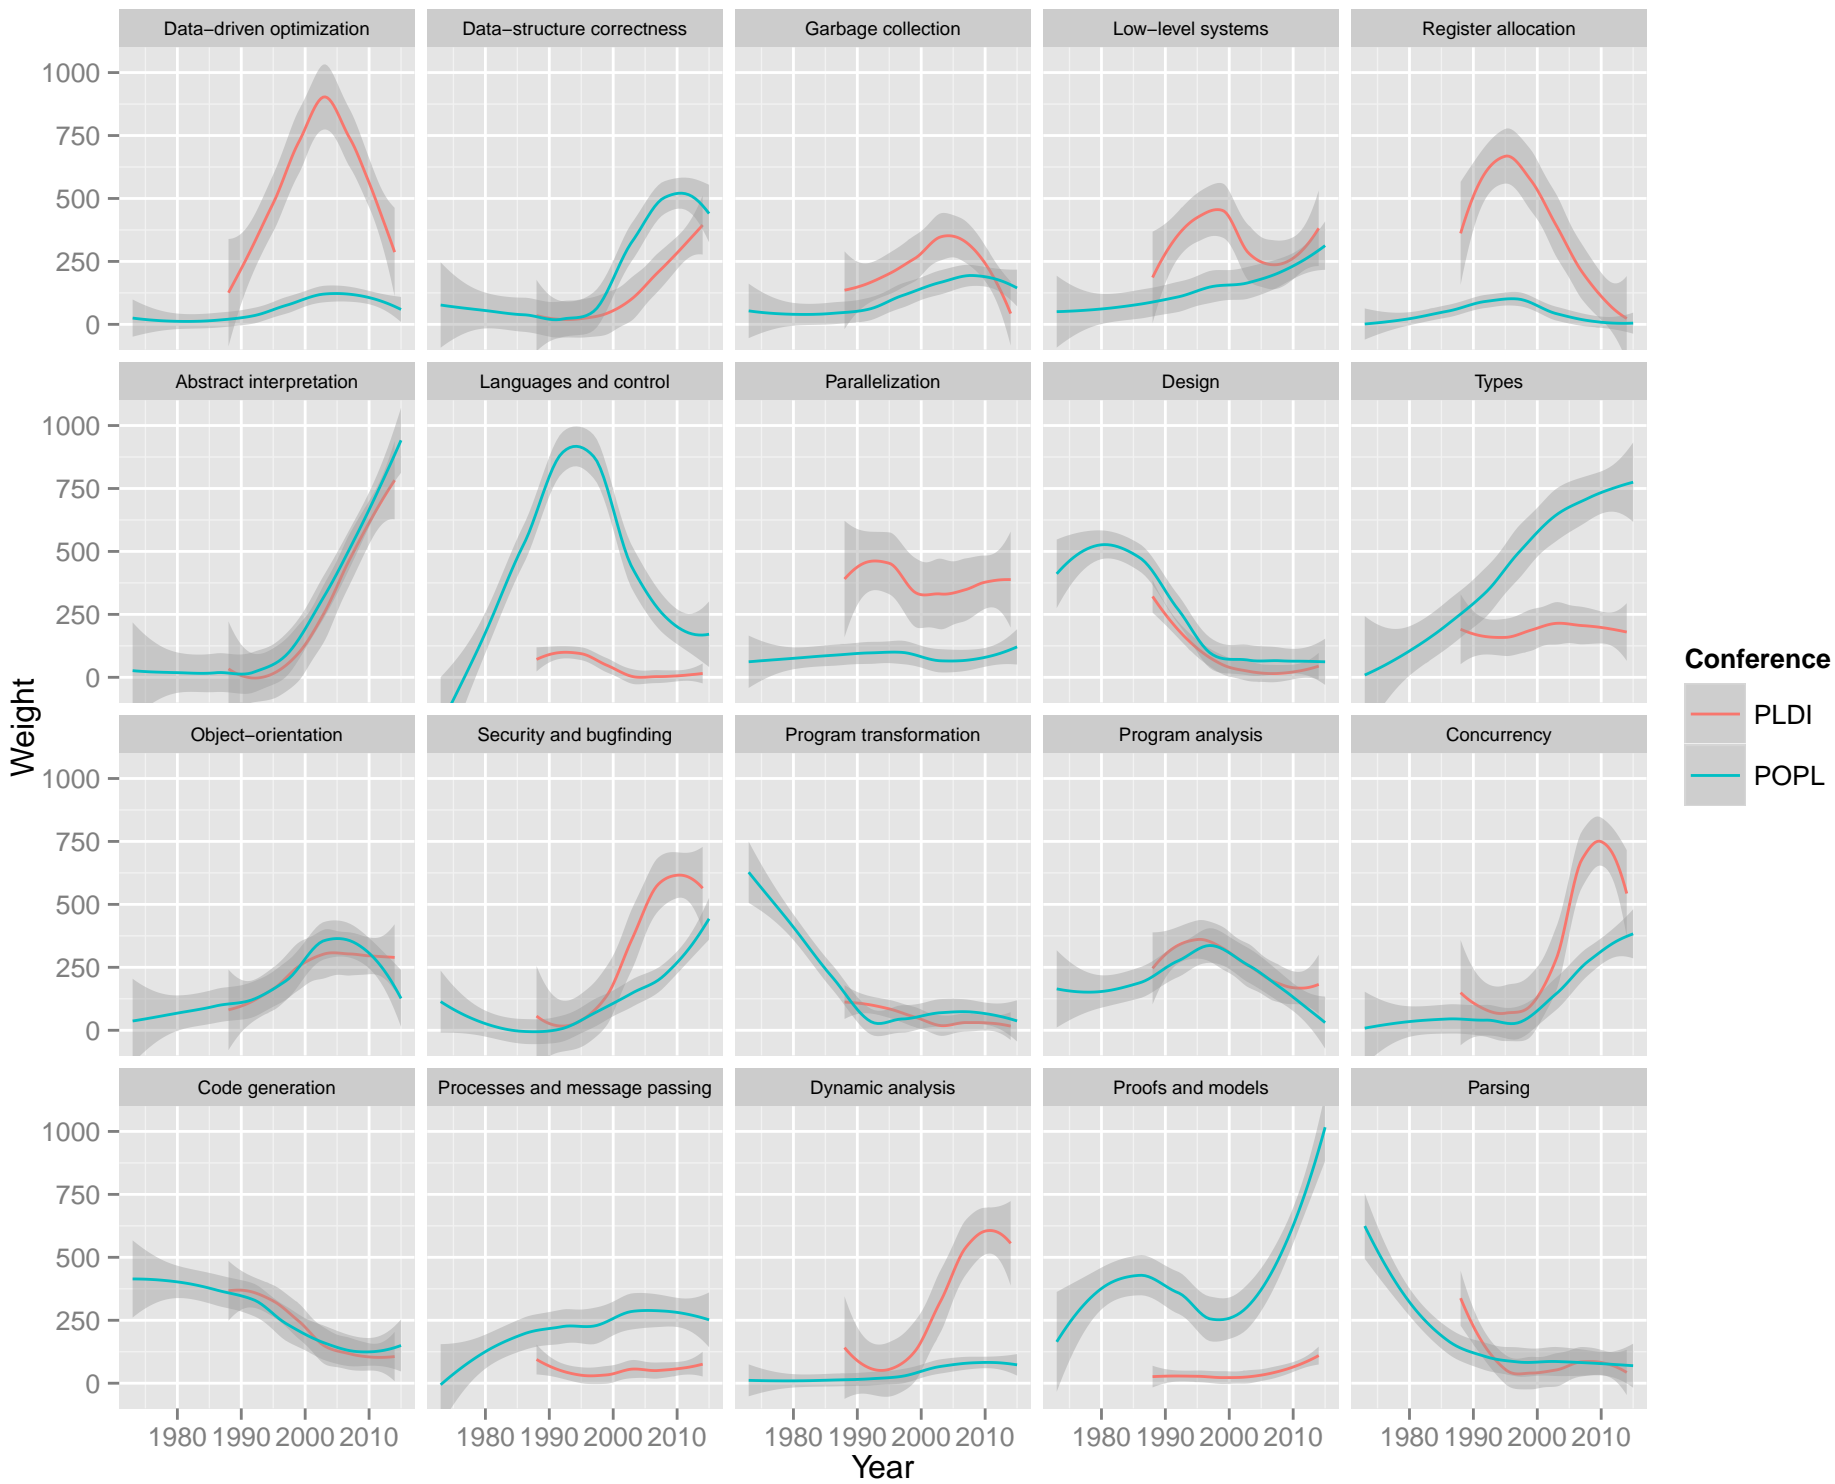 Data−driven optimization
Data−structure correctness
Garbage collection
Low−level systems
Register allocation
1000
750
500
250
0
Abstract interpretation
Languages and control
Parallelization
Design
Types
1000
750
500
250
0
Object−orientation
Security and bugfinding
Program transformation
Program analysis
Concurrency
1000
750
500
250
0
Code generation
Processes and message passing
Dynamic analysis
Proofs and models
Parsing
1000
750
500
250
0
1980 1990 2000 2010
1980 1990 2000 2010
1980 1990 2000 2010
1980 1990 2000 2010
1980 1990 2000 2010
Year
Weight
Conference
PLDI
POPL